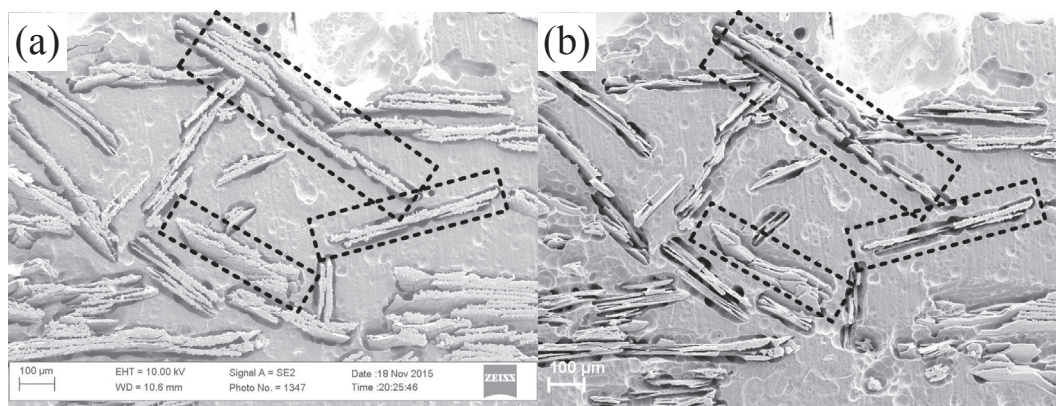 (a)
(b)
100 µm
EHT = 10.00 kV
Signal A = SE2
Date :18 Nov 2015
WD = 10.6 mm
Photo No. = 1347
Time :20:25:46
ZEISS
100 µm